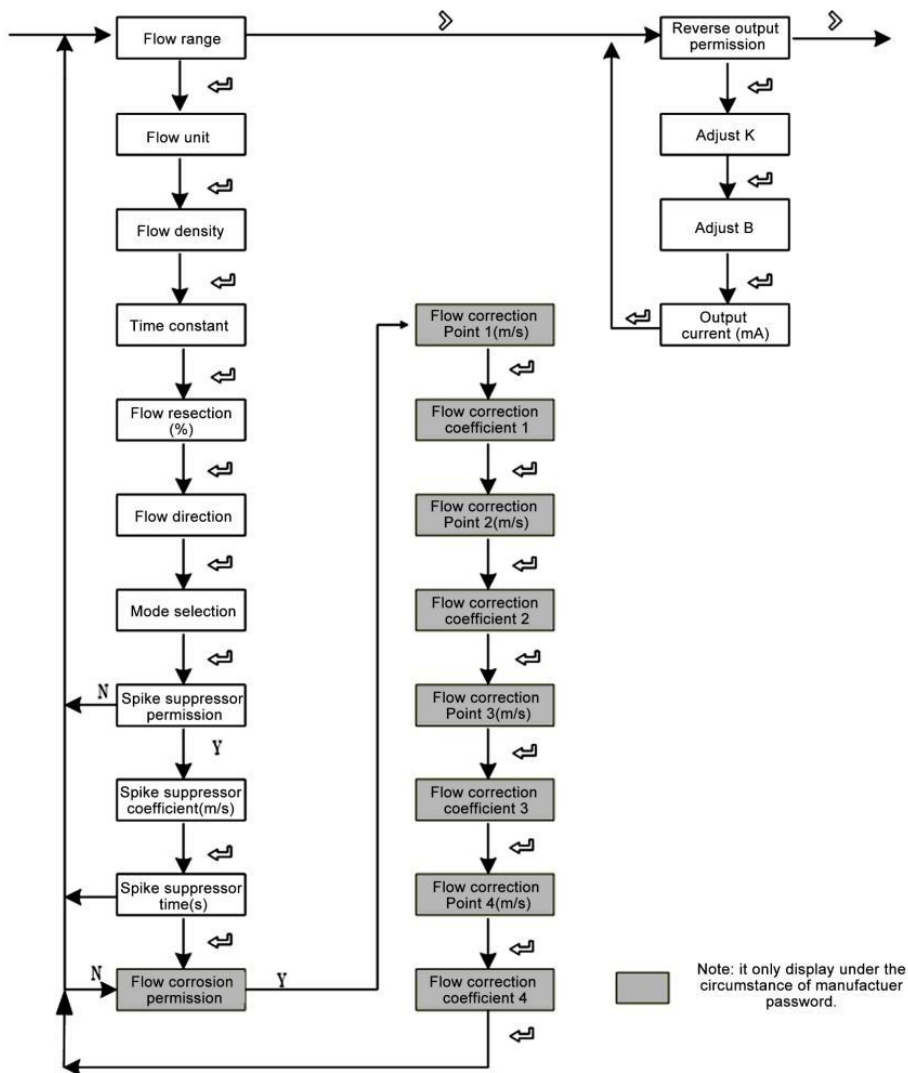 Flow range
Reverse output
permission
Flow unit
Adjust K
Flow density
Adjust B
Time constant
Flow correction
Point 1(m/s)
Output
current (mA)
Flow resection
(%)
Flow correction
coefficient 1
Flow direction
Flow correction
Point 2(m/s)
Mode selection
Flow correction
coefficient 2
N
Spike suppressor
permission
Y
Flow correction
Point 3(m/s)
Spike suppressor
coefficient(m/s)
Flow correction
coefficient 3
Spike suppressor
time(s)
Flow correction
Point 4(m/s)
N
Flow corrosion
permission
Y
Flow correction
coefficient 4
Note: it only display under the
circumstance of manufactuer
password.